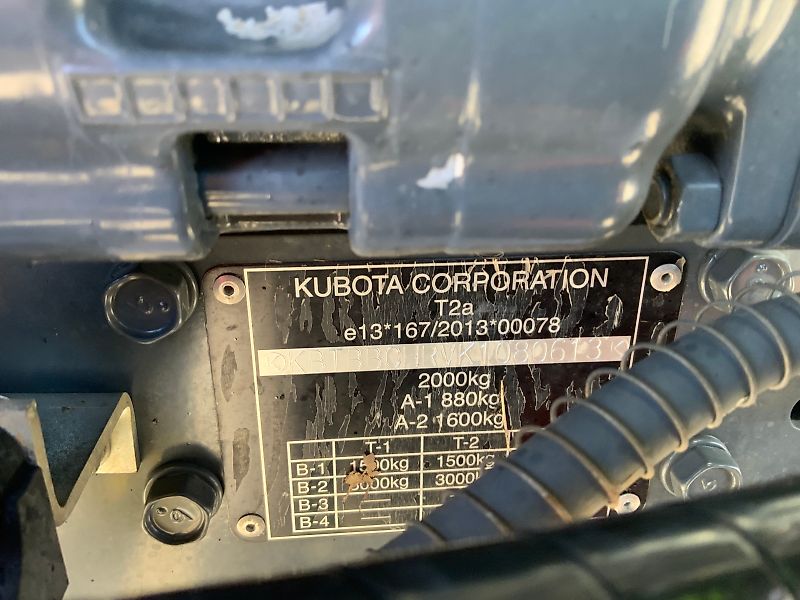 KUBOTA CORPORATION
T2a
e13*167/2013*00078
2000kg
A-1 880kg
A-2 1600kg
T-1 T-2
B-1 1500kg 1500kg
B-2 3000kg
B-3 —
B-4 —